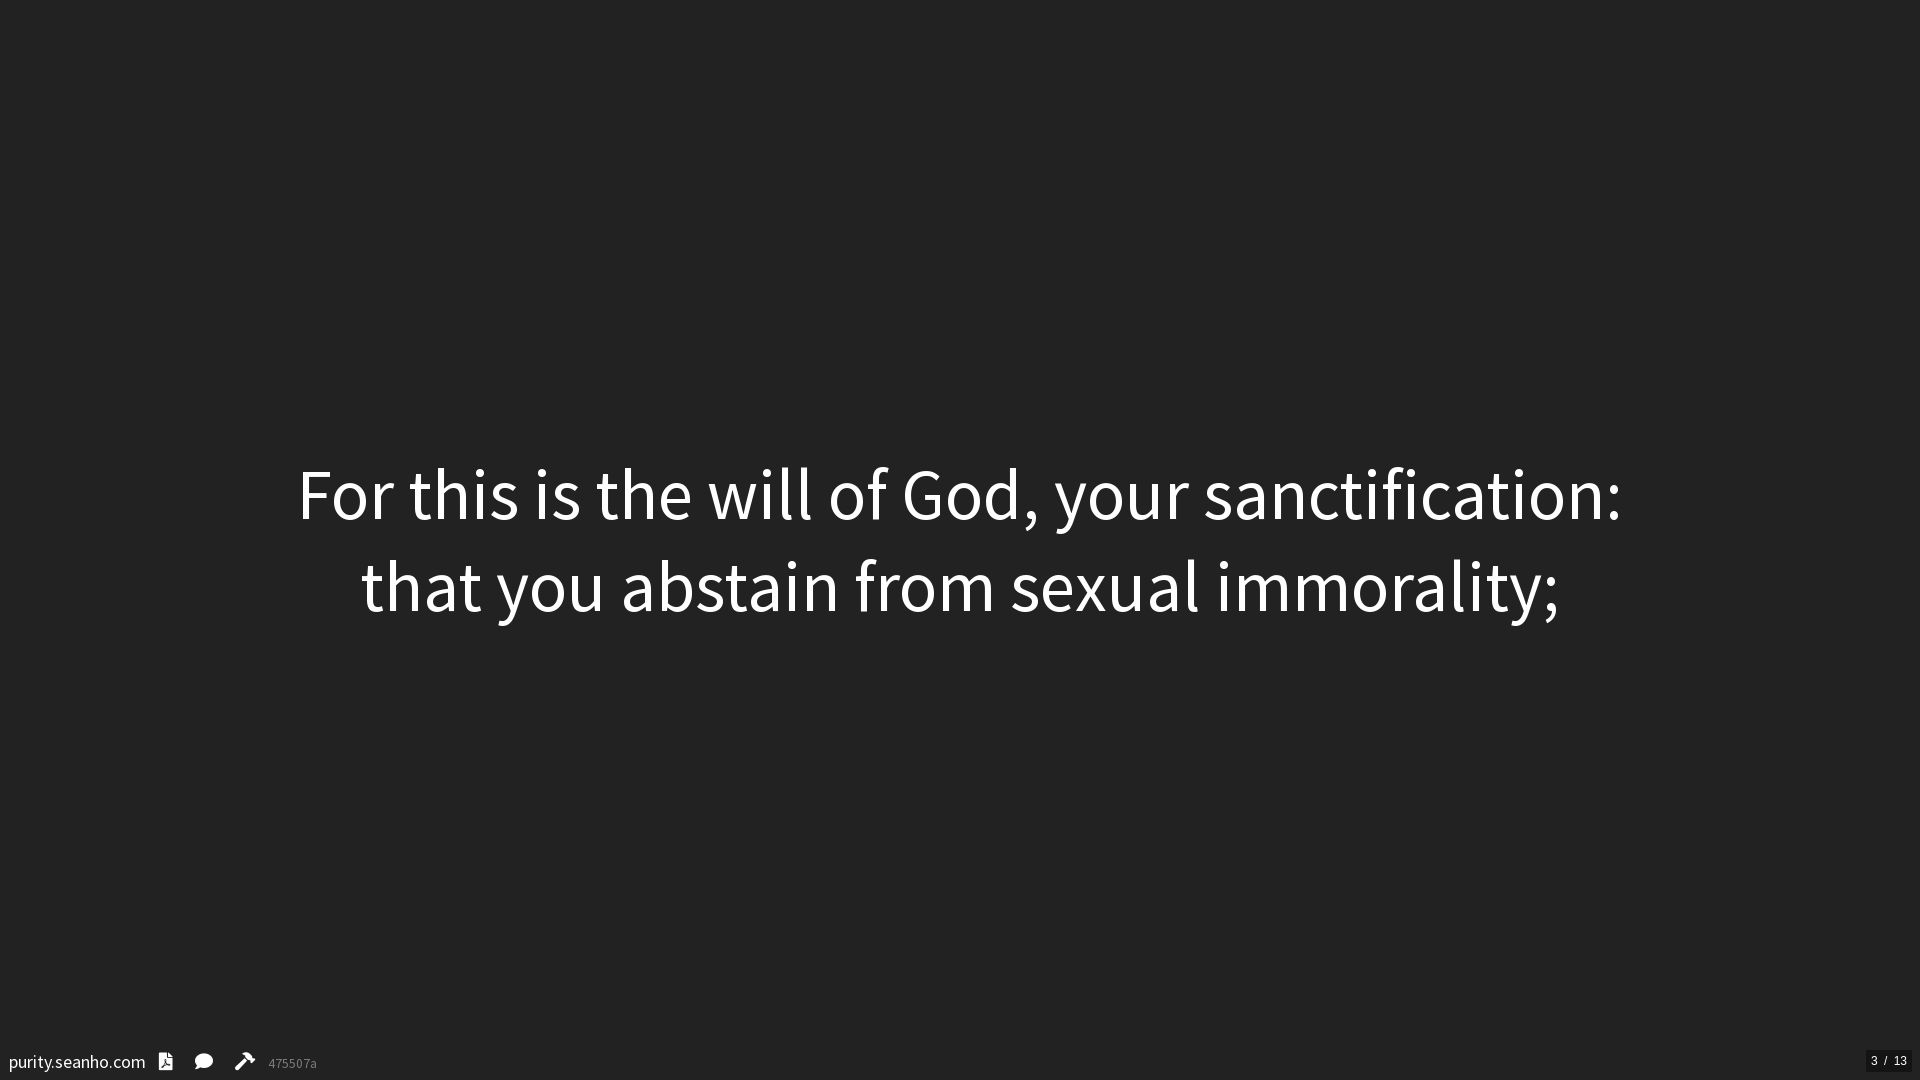 For this is the will of God, your sanctification:
that you abstain from sexual immorality;
purity.seanho.com 475507a
3 / 13